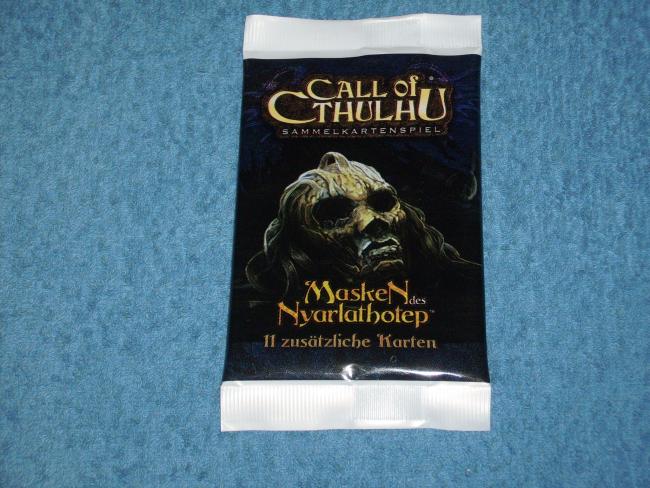 CALL of
CTHULHU
SAMMELKARTENSPIEL
Masken des
Nyarlathotep™
11 zusätzliche Karten